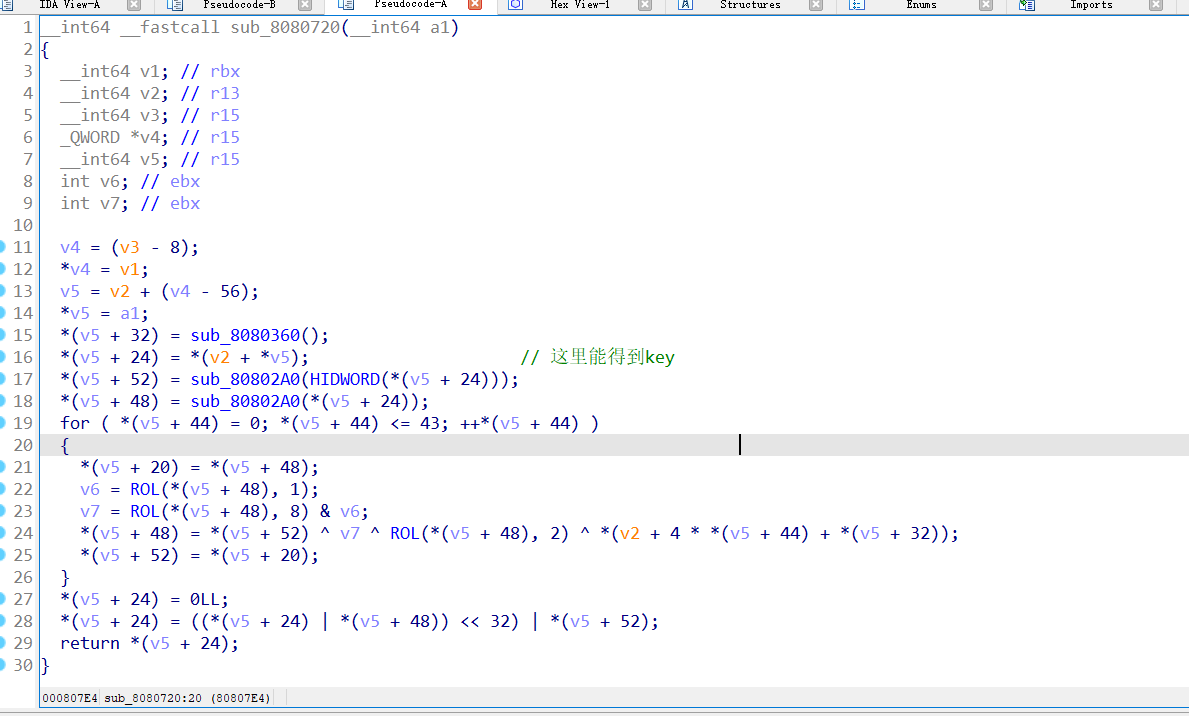 IDA View-A Pseudocode-B Pseudocode-A Hex View-1 Structures Enums Imports
1 __int64 __fastcall sub_8080720(__int64 a1)
2 {
3 __int64 v1; // rbx
4 __int64 v2; // r13
5 __int64 v3; // r15
6 _QWORD *v4; // r15
7 __int64 v5; // r15
8 int v6; // ebx
9 int v7; // ebx
10
11 v4 = (v3 - 8);
12 *v4 = v1;
13 v5 = v2 + (v4 - 56);
14 *v5 = a1;
15 *(v5 + 32) = sub_8080360();
16 *(v5 + 24) = *(v2 + *v5); // 这里能得到key
17 *(v5 + 52) = sub_80802A0(HIDWORD(*(v5 + 24)));
18 *(v5 + 48) = sub_80802A0(*(v5 + 24));
19 for ( *(v5 + 44) = 0; *(v5 + 44) <= 43; ++*(v5 + 44) )
20 {
21 *(v5 + 20) = *(v5 + 48);
22 v6 = ROL(*(v5 + 48), 1);
23 v7 = ROL(*(v5 + 48), 8) & v6;
24 *(v5 + 48) = *(v5 + 52) ^ v7 ^ ROL(*(v5 + 48), 2) ^ *(v2 + 4 * *(v5 + 44) + *(v5 + 32));
25 *(v5 + 52) = *(v5 + 20);
26 }
27 *(v5 + 24) = 0LL;
28 *(v5 + 24) = ((*(v5 + 24) | *(v5 + 48)) << 32) | *(v5 + 52);
29 return *(v5 + 24);
30 }
000807E4 sub_8080720:20 (80807E4)